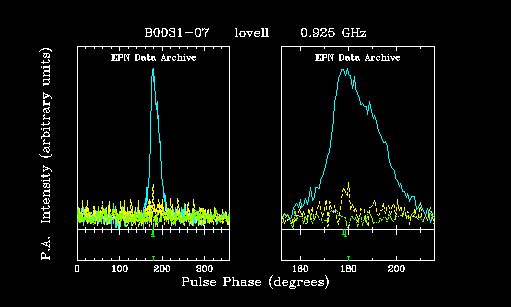 B0031-07 lovell 0.925 GHz
EPN Data Archive EPN Data Archive
P.A. Intensity (arbitrary units)
0 100 200 300 160 180 200
Pulse Phase (degrees)